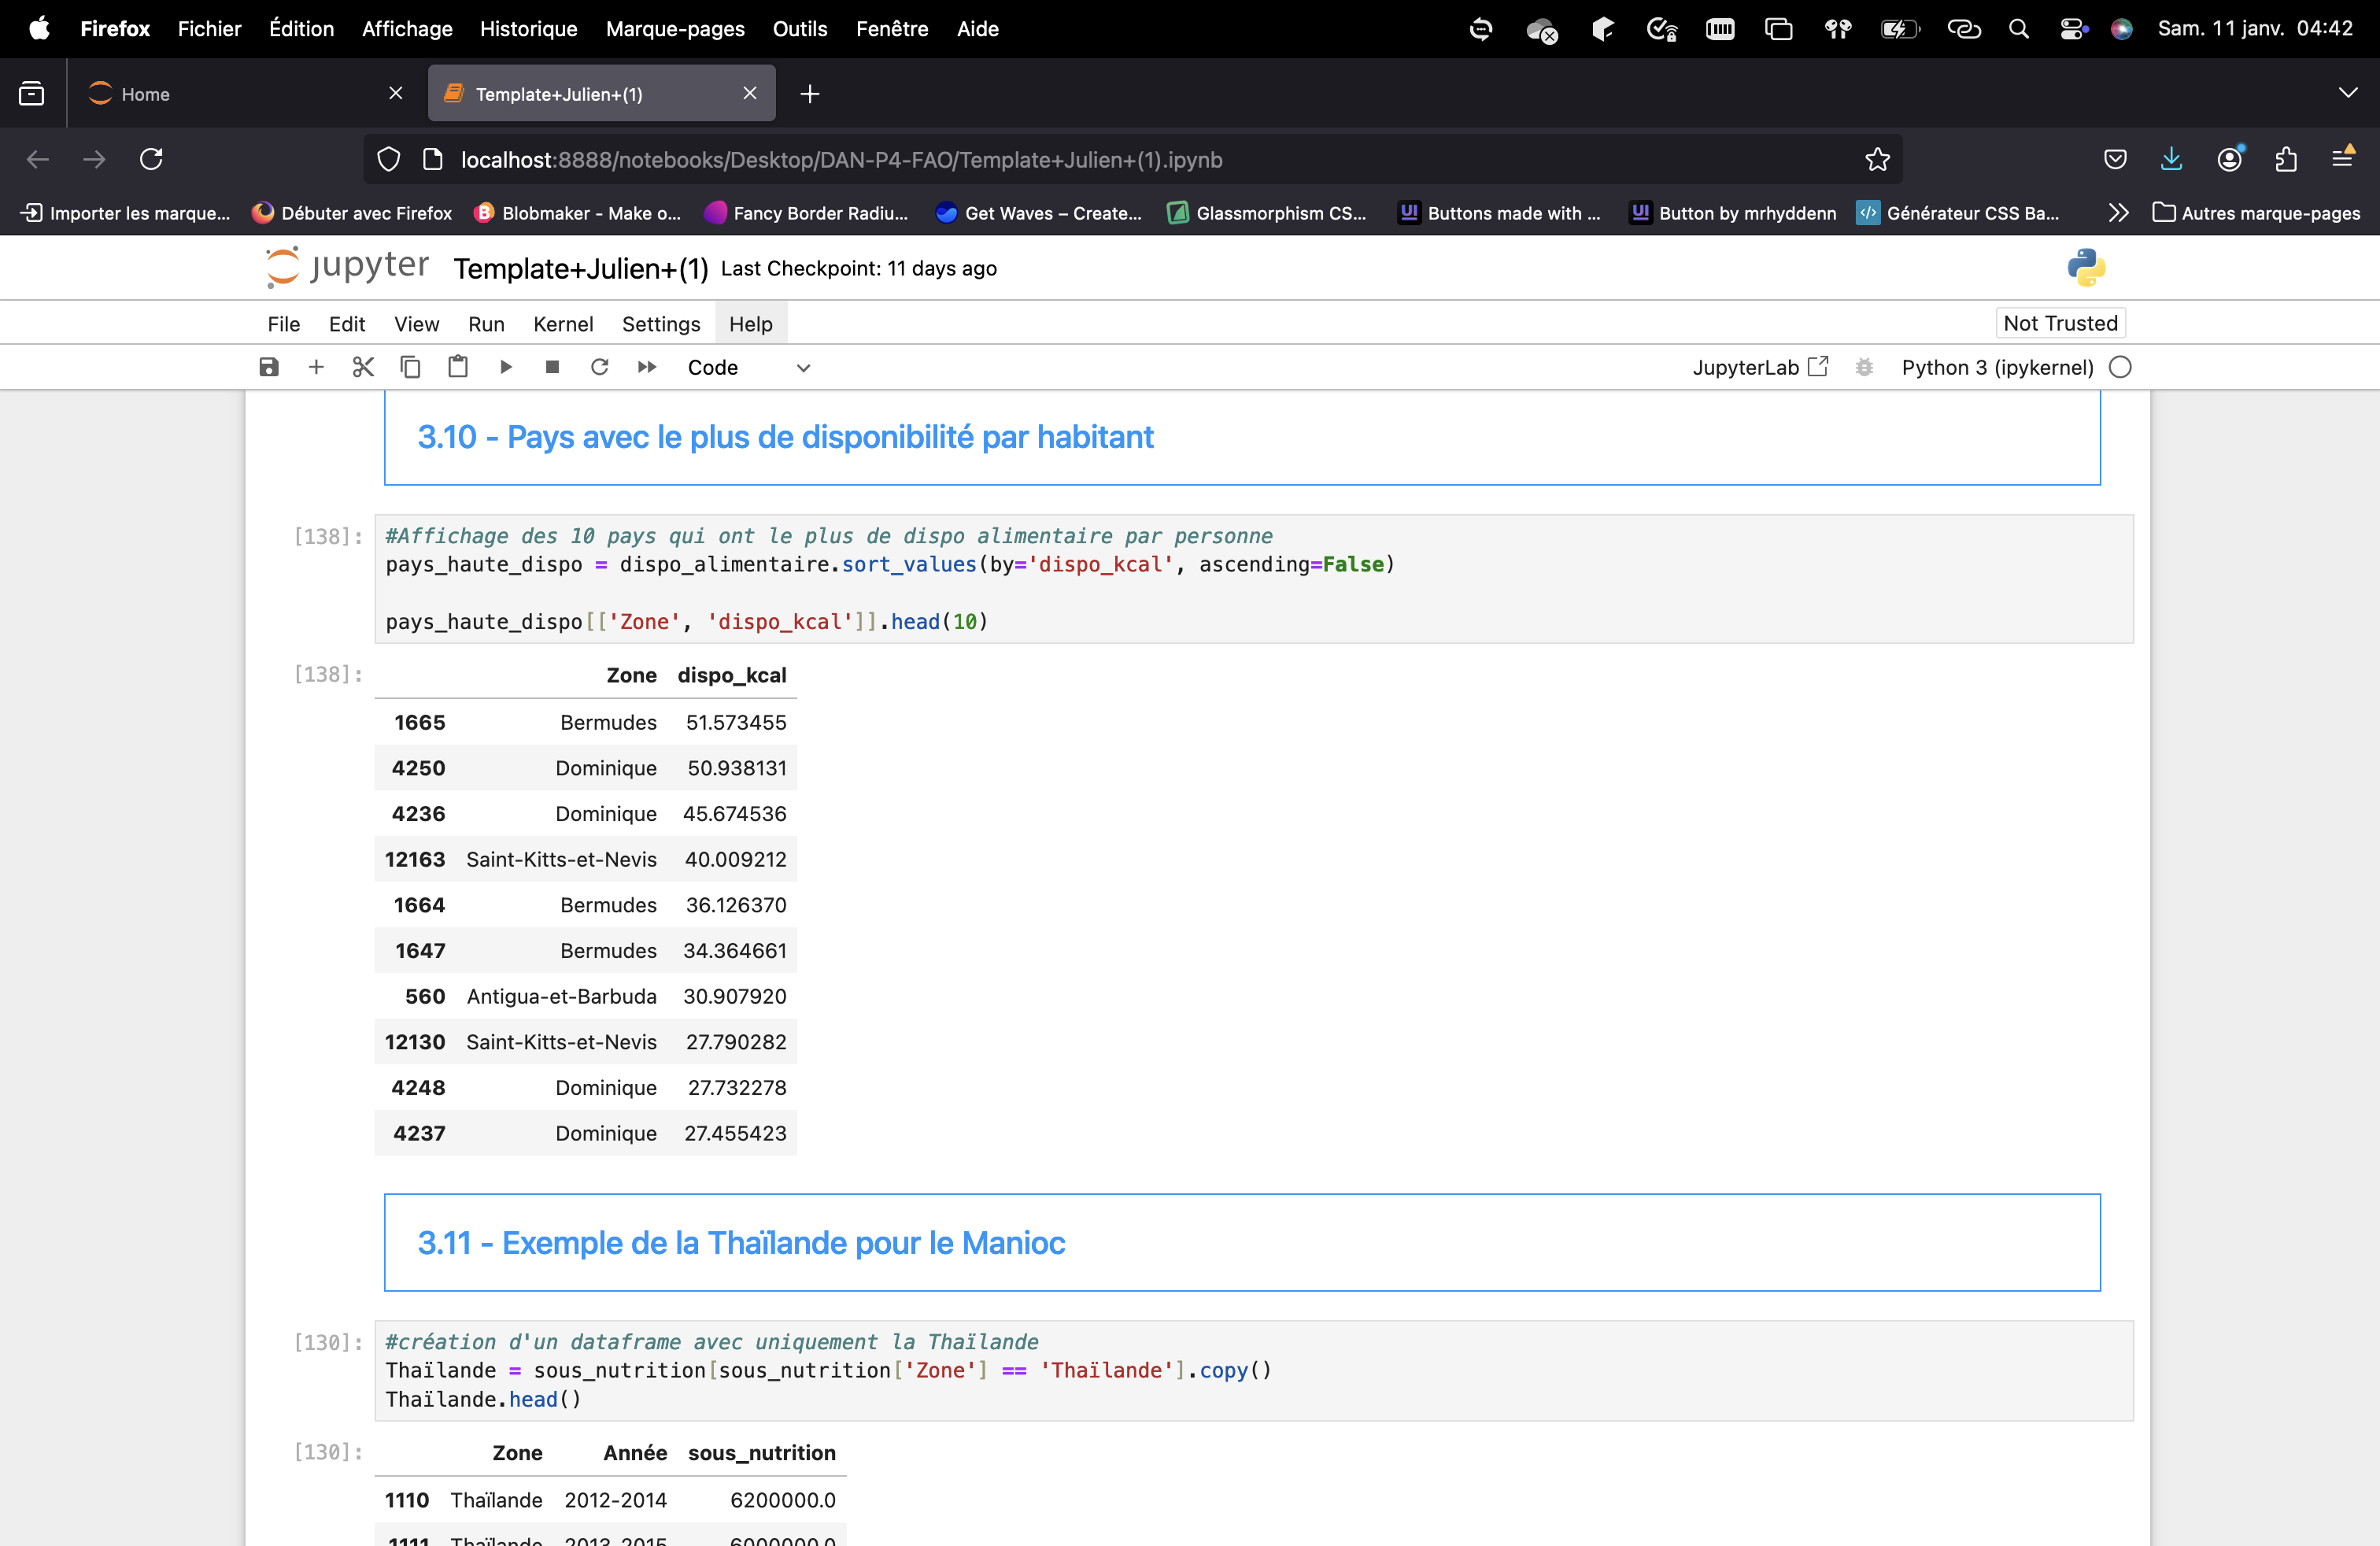 Firefox Fichier Édition Affichage Historique Marque-pages Outils Fenêtre Aide Sam. 11 janv. 04:42
Home Template+Julien+(1)
localhost:8888/notebooks/Desktop/DAN-P4-FAO/Template+Julien+(1).ipynb
Importer les marque... Débuter avec Firefox Blobmaker - Make o... Fancy Border Radiu... Get Waves – Create... Glassmorphism CS... Buttons made with ... Button by mrhyddenn Générateur CSS Ba... Autres marque-pages
jupyter Template+Julien+(1) Last Checkpoint: 11 days ago
File Edit View Run Kernel Settings Help Not Trusted
Code JupyterLab Python 3 (ipykernel)
3.10 - Pays avec le plus de disponibilité par habitant
[138]: #Affichage des 10 pays qui ont le plus de dispo alimentaire par personne
pays_haute_dispo = dispo_alimentaire.sort_values(by='dispo_kcal', ascending=False)
pays_haute_dispo[['Zone', 'dispo_kcal']].head(10)
[138]: Zone dispo_kcal
1665 Bermudes 51.573455
4250 Dominique 50.938131
4236 Dominique 45.674536
12163 Saint-Kitts-et-Nevis 40.009212
1664 Bermudes 36.126370
1647 Bermudes 34.364661
560 Antigua-et-Barbuda 30.907920
12130 Saint-Kitts-et-Nevis 27.790282
4248 Dominique 27.732278
4237 Dominique 27.455423
3.11 - Exemple de la Thaïlande pour le Manioc
[130]: #création d'un dataframe avec uniquement la Thaïlande
Thaïlande = sous_nutrition[sous_nutrition['Zone'] == 'Thaïlande'].copy()
Thaïlande.head()
[130]: Zone Année sous_nutrition
1110 Thaïlande 2012-2014 6200000.0
1111 Thaïlande 2013-2015 6000000.0